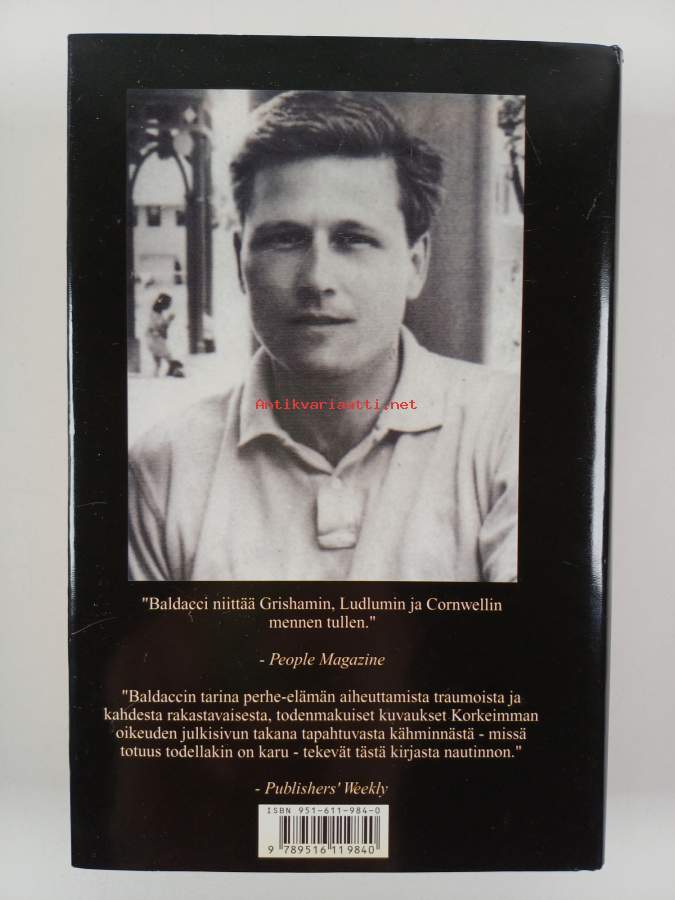 Antikvariaatti.net
"Baldacci niittää Grishamin, Ludlumin ja Cornwellin
mennen tullen."
- People Magazine
"Baldaccin tarina perhe-elämän aiheuttamista traumoista ja
kahdesta rakastavaisesta, todenmakuiset kuvaukset Korkeimman
oikeuden julkisivun takana tapahtuvasta kähminnästä - missä
totuus todellakin on karu - tekevät tästä kirjasta nautinnon."
- Publishers' Weekly
ISBN 951-611-984-0
9 789516 119840